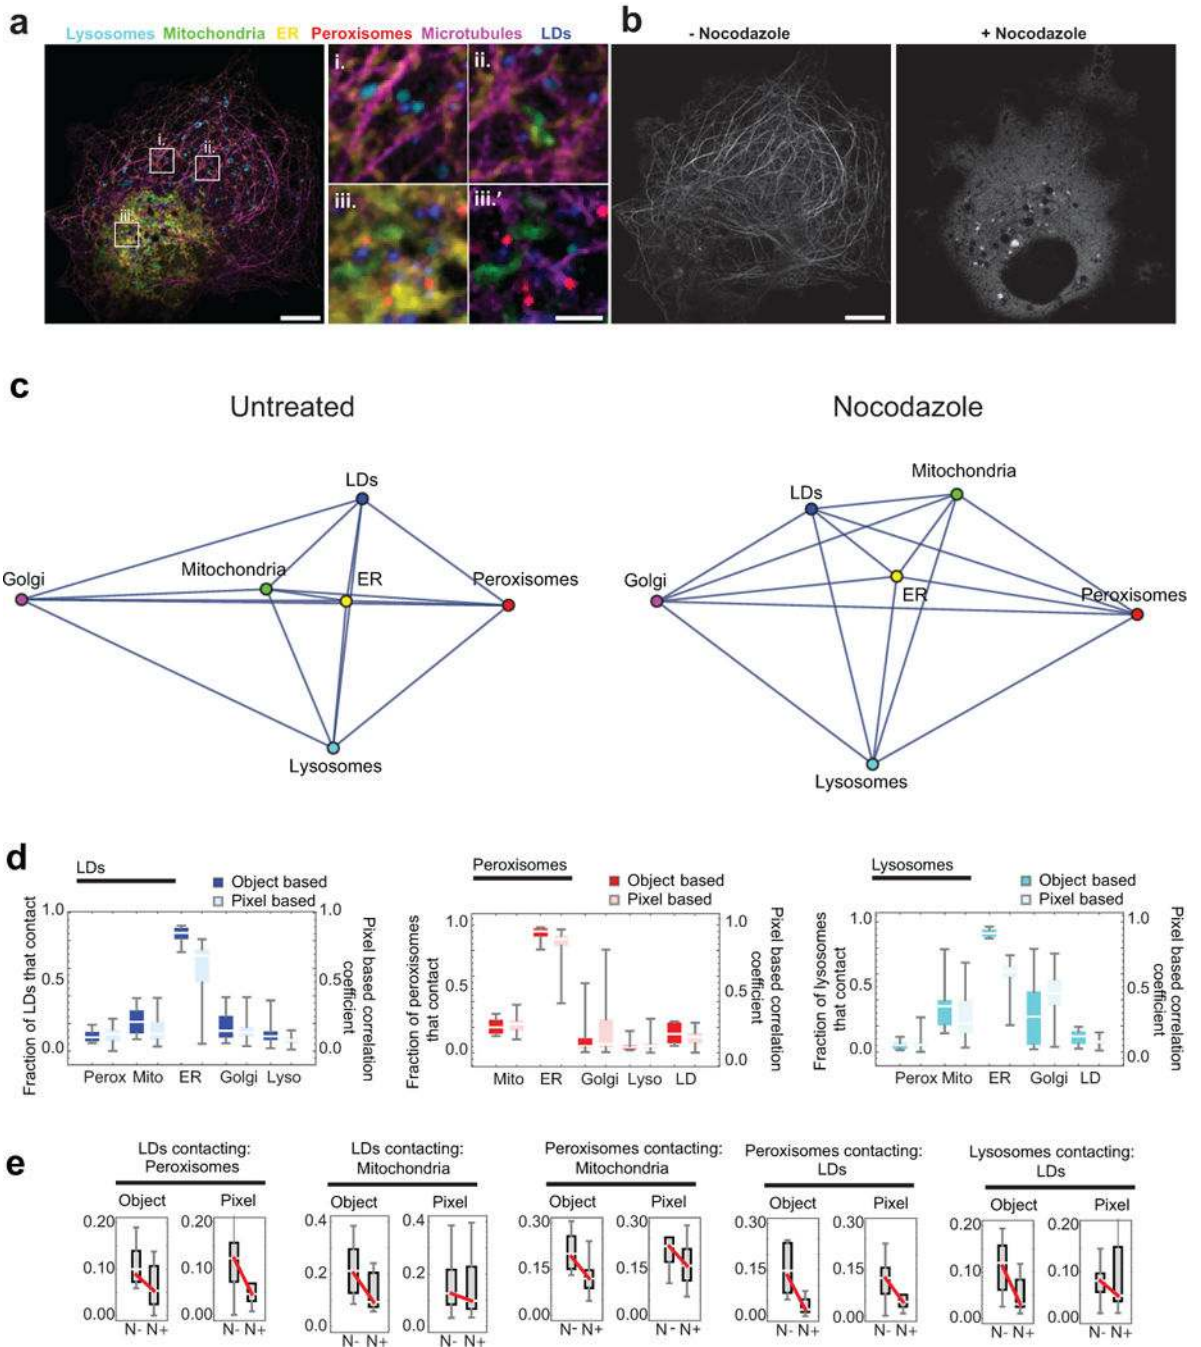 a
Lysosomes Mitochondria ER Peroxisomes Microtubules LDs
b
- Nocodazole
+ Nocodazole
i.
ii.
iii.
i.
ii.
iii.
iii.'
c
Untreated
Nocodazole
LDs
Golgi
Mitochondria
ER
Peroxisomes
Lysosomes
Mitochondria
LDs
Golgi
ER
Peroxisomes
Lysosomes
d
LDs
Object based
Pixel based
Fraction of LDs that contact
1.0
0.5
0.0
1.0
0.5
0.0
Pixel based correlation
coefficient
Perox Mito ER Golgi Lyso
Peroxisomes
Object based
Pixel based
Fraction of peroxisomes
that contact
1.0
0.5
0.0
1.0
0.5
0.0
Pixel based correlation
coefficient
Mito ER Golgi Lyso LD
Lysosomes
Object based
Pixel based
Fraction of lysosomes
that contact
1.0
0.5
0.0
1.0
0.5
0.0
Pixel based correlation
coefficient
Perox Mito ER Golgi LD
e
LDs contacting:
Peroxisomes
Object Pixel
0.20
0.10
0.00
0.20
0.10
0.00
N- N+
N- N+
LDs contacting:
Mitochondria
Object Pixel
0.4
0.2
0.0
0.4
0.2
0.0
N- N+
N- N+
Peroxisomes contacting:
Mitochondria
Object Pixel
0.30
0.15
0.00
0.30
0.15
0.00
N- N+
N- N+
Peroxisomes contacting:
LDs
Object Pixel
0.30
0.15
0.00
0.30
0.15
0.00
N- N+
N- N+
Lysosomes contacting:
LDs
Object Pixel
0.20
0.10
0.00
0.20
0.10
0.00
N- N+
N- N+